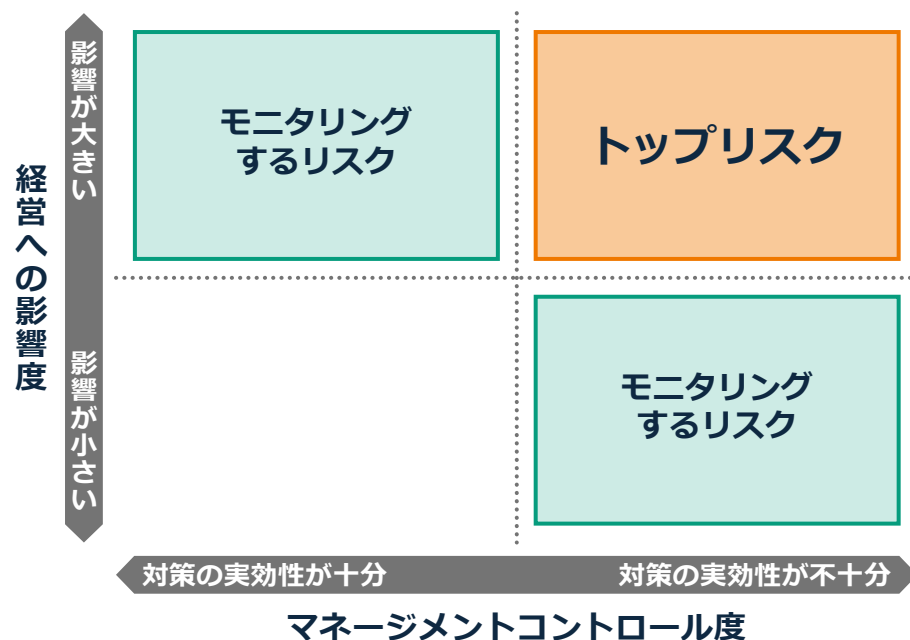 経営への影響度
影響が大きい
影響が小さい
モニタリング
するリスク
トップリスク
モニタリング
するリスク
対策の実効性が十分
対策の実効性が不十分
マネージメントコントロール度